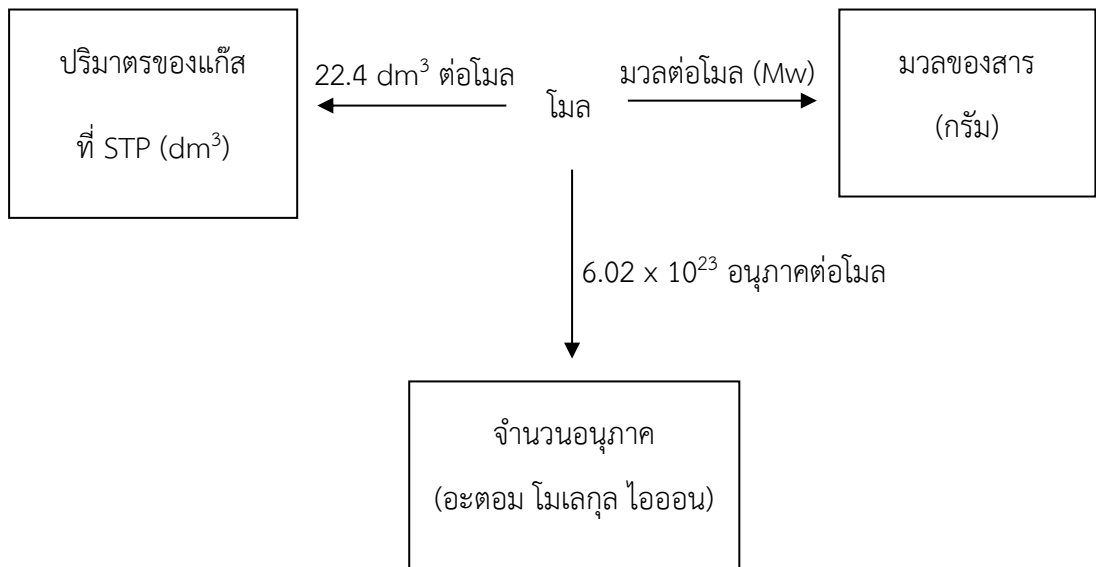 ปริมาตรของแก๊ส
ที่ STP (dm³)
22.4 dm³ ต่อโมล
โมล
มวลต่อโมล (Mw)
มวลของสาร
(กรัม)
6.02 x 10²³ อนุภาคต่อโมล
จำนวนอนุภาค
(อะตอม โมเลกุล ไอออน)